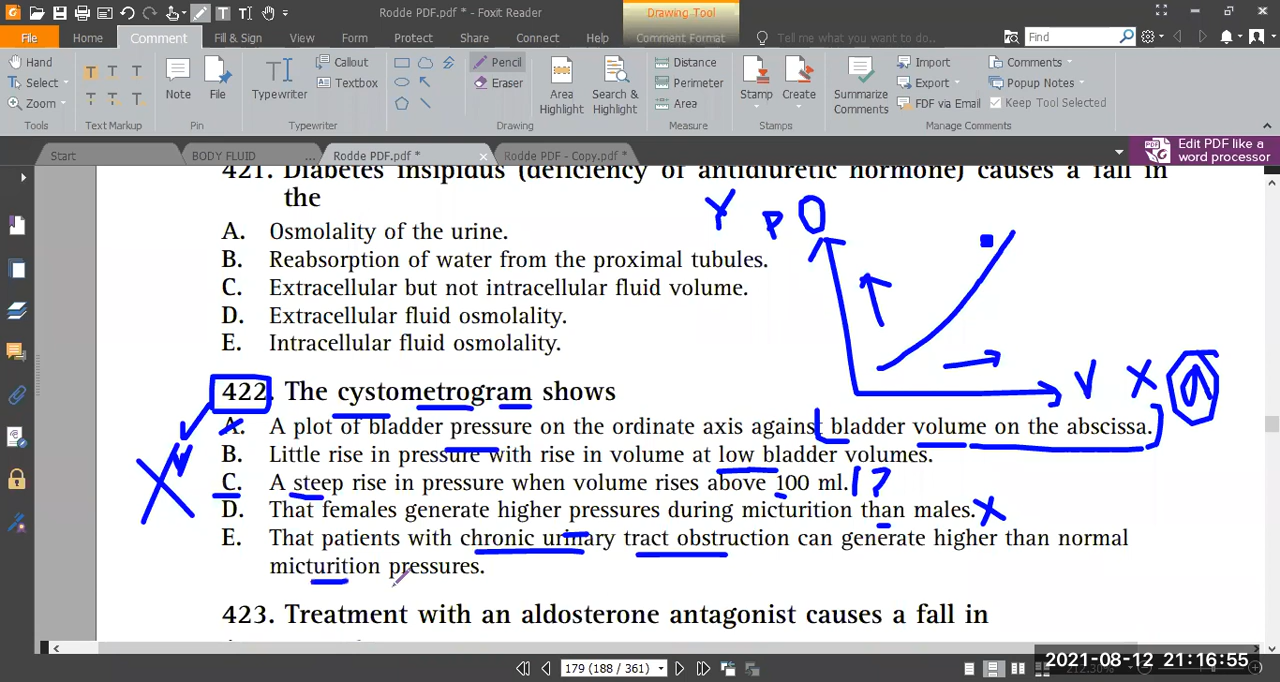 Rodde PDF.pdf * - Foxit Reader
Drawing Tool
File Home Comment Fill & Sign View Form Protect Share Connect Help Comment Format Tell me what you want to do.. Find
Hand
Select
Zoom
Tools
T T T
T T T
Text Markup
Note File
Pin
Typewriter
Callout
Textbox
Typewriter
Pencil
Eraser
Area Highlight
Search & Highlight
Drawing
Distance
Perimeter
Area
Measure
Stamp Create
Stamps
Summarize Comments
Import
Export
FDF via Email
Comments
Popup Notes
Keep Tool Selected
Manage Comments
Start BODY FLUID ... Rodde PDF.pdf * Rodde PDF - Copy.pdf *
Edit PDF like a
word processor
421. Diabetes insipidus (deficiency of antidiuretic hormone) causes a fall in
the
A. Osmolality of the urine.
B. Reabsorption of water from the proximal tubules.
C. Extracellular but not intracellular fluid volume.
D. Extracellular fluid osmolality.
E. Intracellular fluid osmolality.
Y P O
V X
422. The cystometrogram shows
A. A plot of bladder pressure on the ordinate axis against bladder volume on the abscissa.
B. Little rise in pressure with rise in volume at low bladder volumes.
C. A steep rise in pressure when volume rises above 100 ml. !?
D. That females generate higher pressures during micturition than males. X
E. That patients with chronic urinary tract obstruction can generate higher than normal
micturition pressures.
423. Treatment with an aldosterone antagonist causes a fall in
179 (188 / 361)
2021-08-12 21:16:55